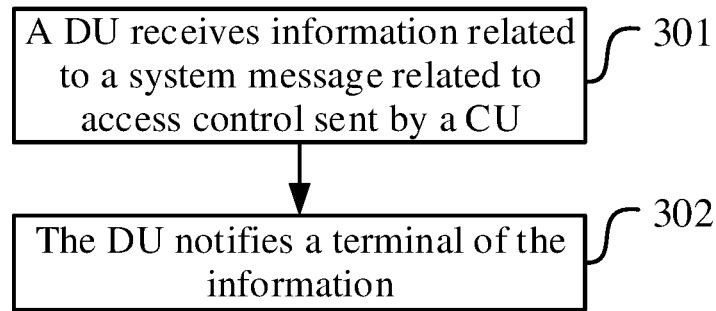 A DU receives information related
to a system message related to
access control sent by a CU
301
The DU notifies a terminal of the
information
302